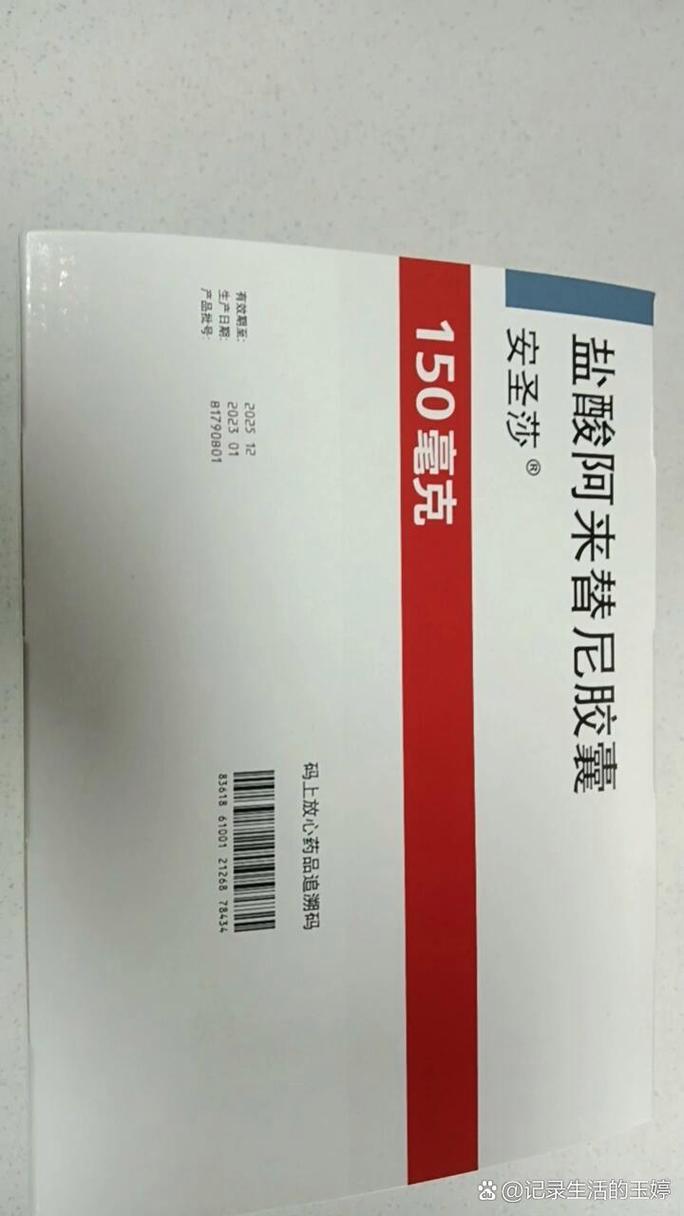 盐酸阿来替尼胶囊
安圣莎®
150毫克
码上放心药品追溯码
83618 61001 21268 78434
有效期至: 2025 12
生产日期: 2023 01
产品批号: 81790801
@记录生活的玉婷